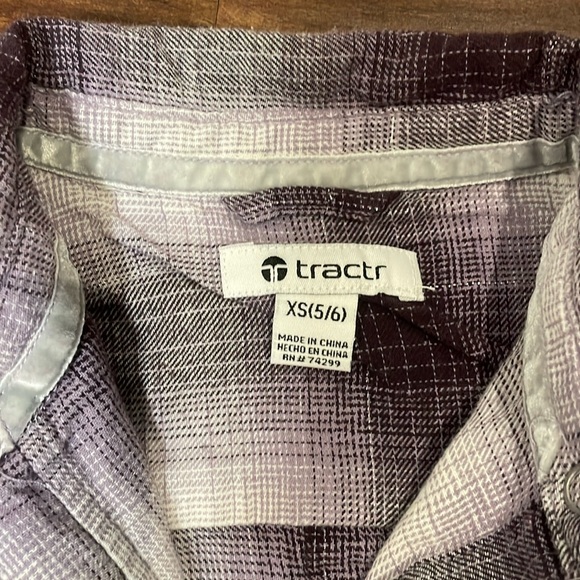 tractr
XS(5/6)
MADE IN CHINA
HECHO EN CHINA
RN# 74299